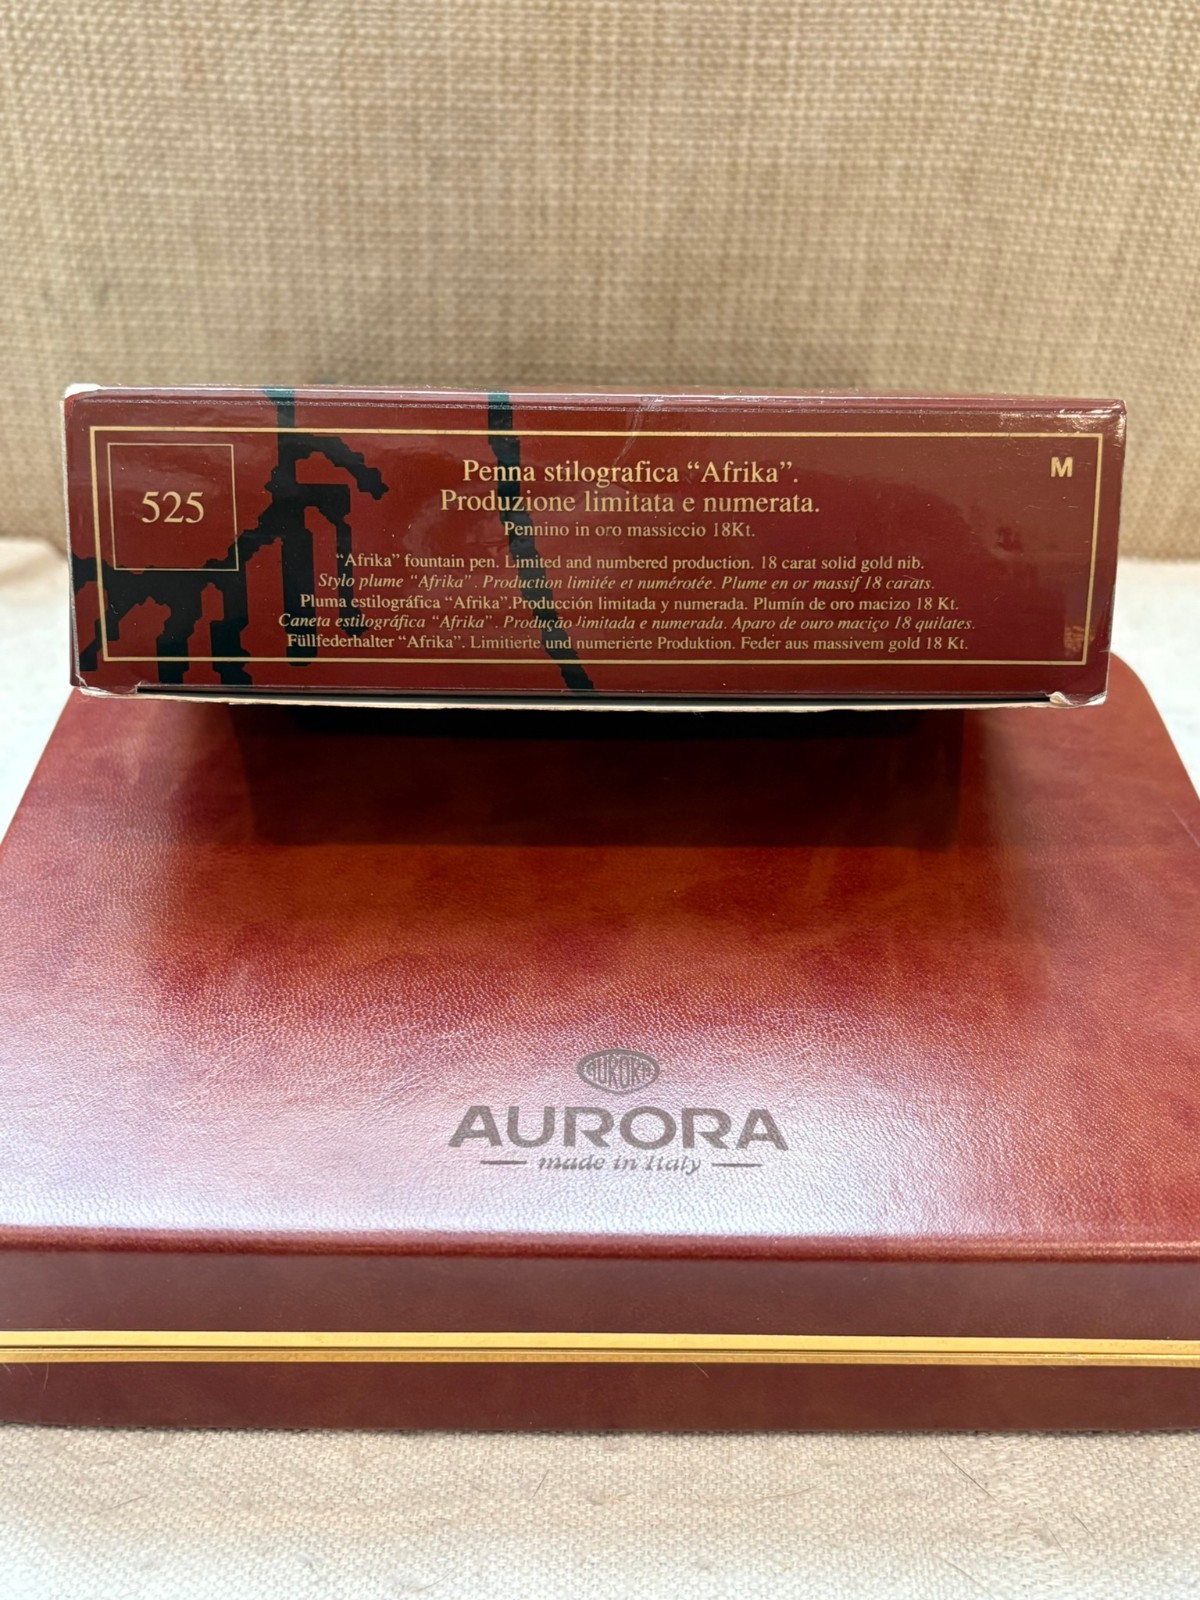 525
M
Penna stilografica “Afrika”.
Produzione limitata e numerata.
Pennino in oro massiccio 18Kt.
“Afrika” fountain pen. Limited and numbered production. 18 carat solid gold nib.
Stylo plume “Afrika”. Production limitée et numérotée. Plume en or massif 18 carats.
Pluma estilográfica “Afrika”.Producción limitada y numerada. Plumín de oro macizo 18 Kt.
Caneta estilográfica “Afrika”. Produção limitada e numerada. Aparo de ouro maciço 18 quilates.
Füllfederhalter “Afrika”. Limitierte und numerierte Produktion. Feder aus massivem gold 18 Kt.
AURORA
AURORA
made in Italy